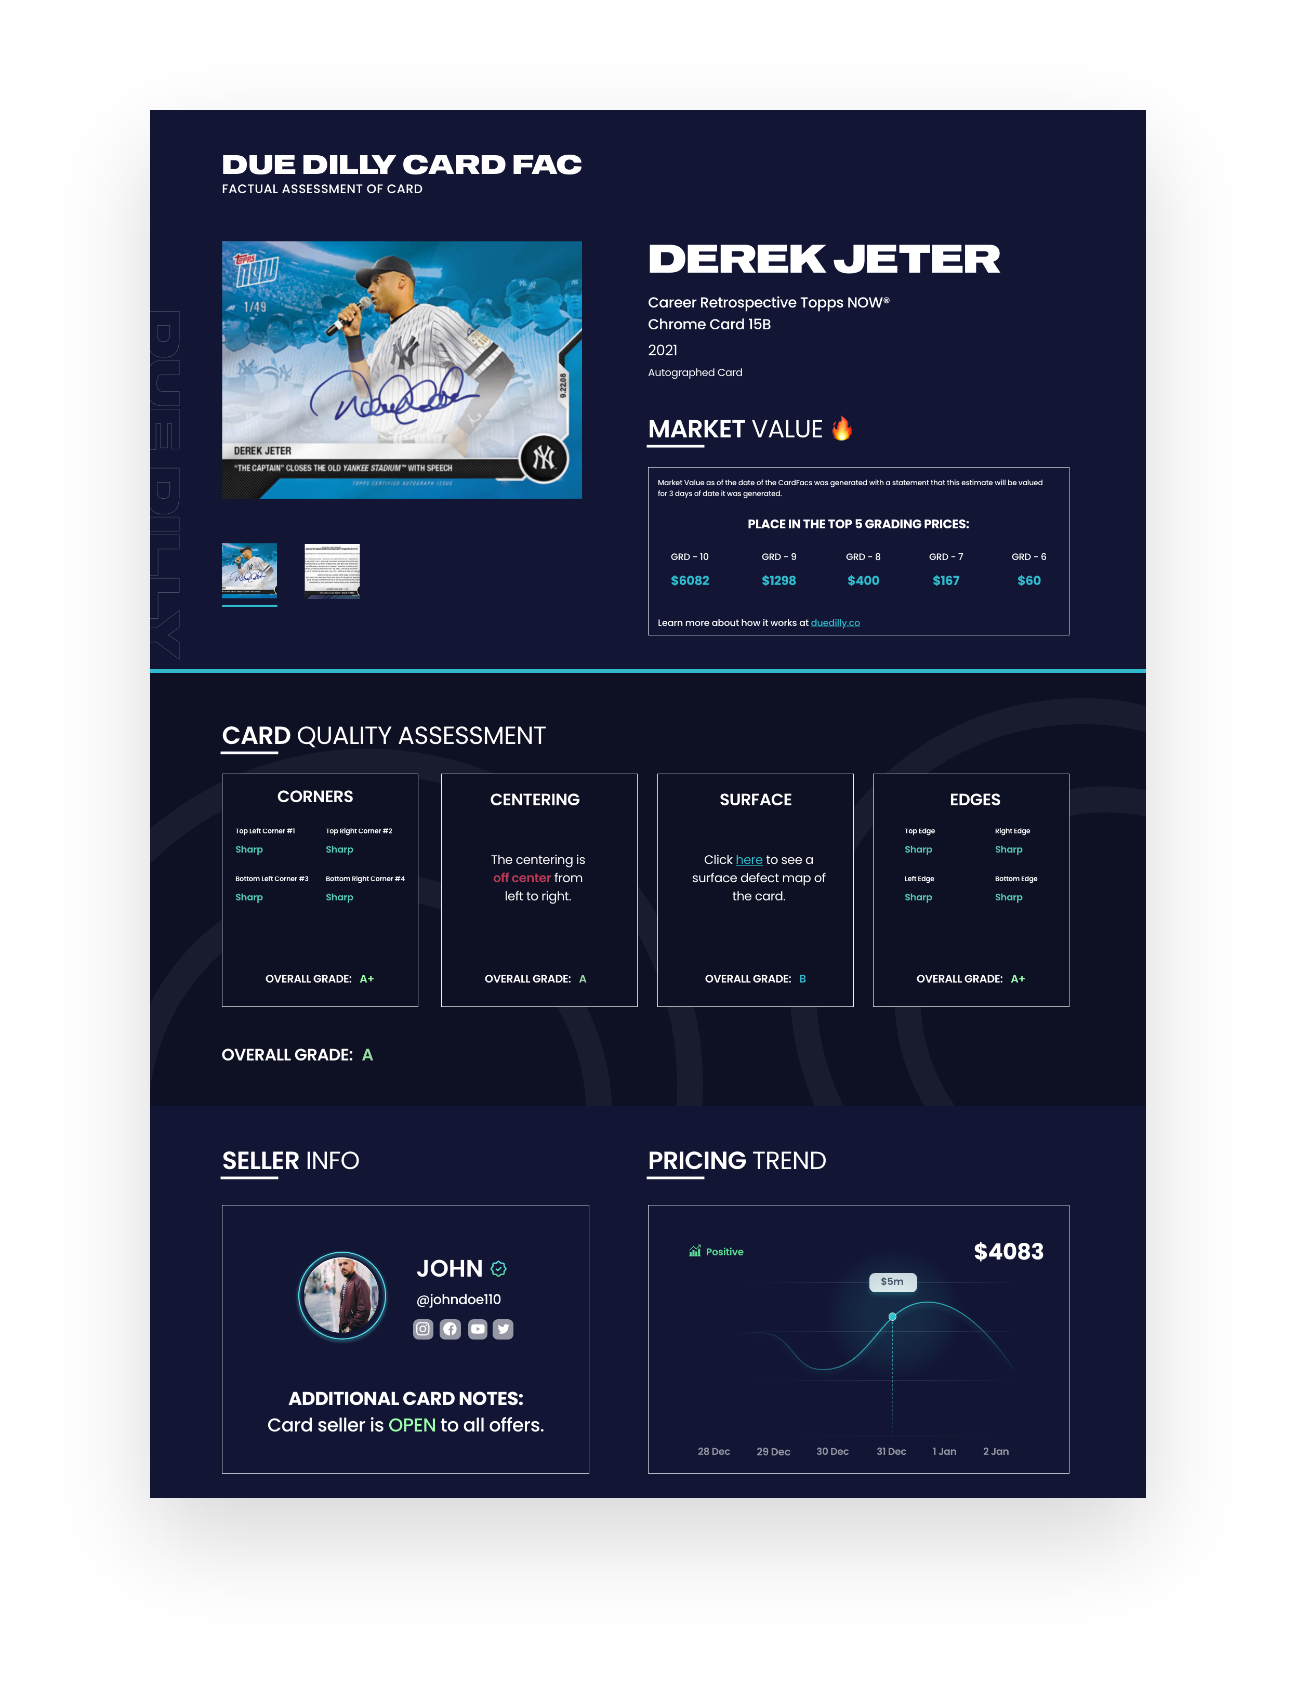 DUE DILLY CARD FAC
FACTUAL ASSESSMENT OF CARD
TOPPS
NOW
1/49
9.22.08
DEREK JETER
"THE CAPTAIN" CLOSES THE OLD YANKEE STADIUM™ WITH SPEECH
TOPPS CERTIFIED AUTOGRAPH ISSUE
DUE DILLY
DEREK JETER
Career Retrospective Topps NOW®
Chrome Card 15B
2021
Autographed Card
MARKET VALUE 🔥
Market Value as of the date of the CardFacs was generated with a statement that this estimate will be valued
for 3 days of date it was generated.
PLACE IN THE TOP 5 GRADING PRICES:
GRD - 10 GRD - 9 GRD - 8 GRD - 7 GRD - 6
$6082 $1298 $400 $167 $60
Learn more about how it works at duedilly.co
CARD QUALITY ASSESSMENT
CORNERS
Top Left Corner #1 Top Right Corner #2
Sharp Sharp
Bottom Left Corner #3 Bottom Right Corner #4
Sharp Sharp
OVERALL GRADE: A+
CENTERING
The centering is
off center from
left to right.
OVERALL GRADE: A
SURFACE
Click here to see a
surface defect map of
the card.
OVERALL GRADE: B
EDGES
Top Edge Right Edge
Sharp Sharp
Left Edge Bottom Edge
Sharp Sharp
OVERALL GRADE: A+
OVERALL GRADE: A
SELLER INFO
JOHN
@johndoe110
ADDITIONAL CARD NOTES:
Card seller is OPEN to all offers.
PRICING TREND
Positive
$4083
$5m
28 Dec 29 Dec 30 Dec 31 Dec 1 Jan 2 Jan